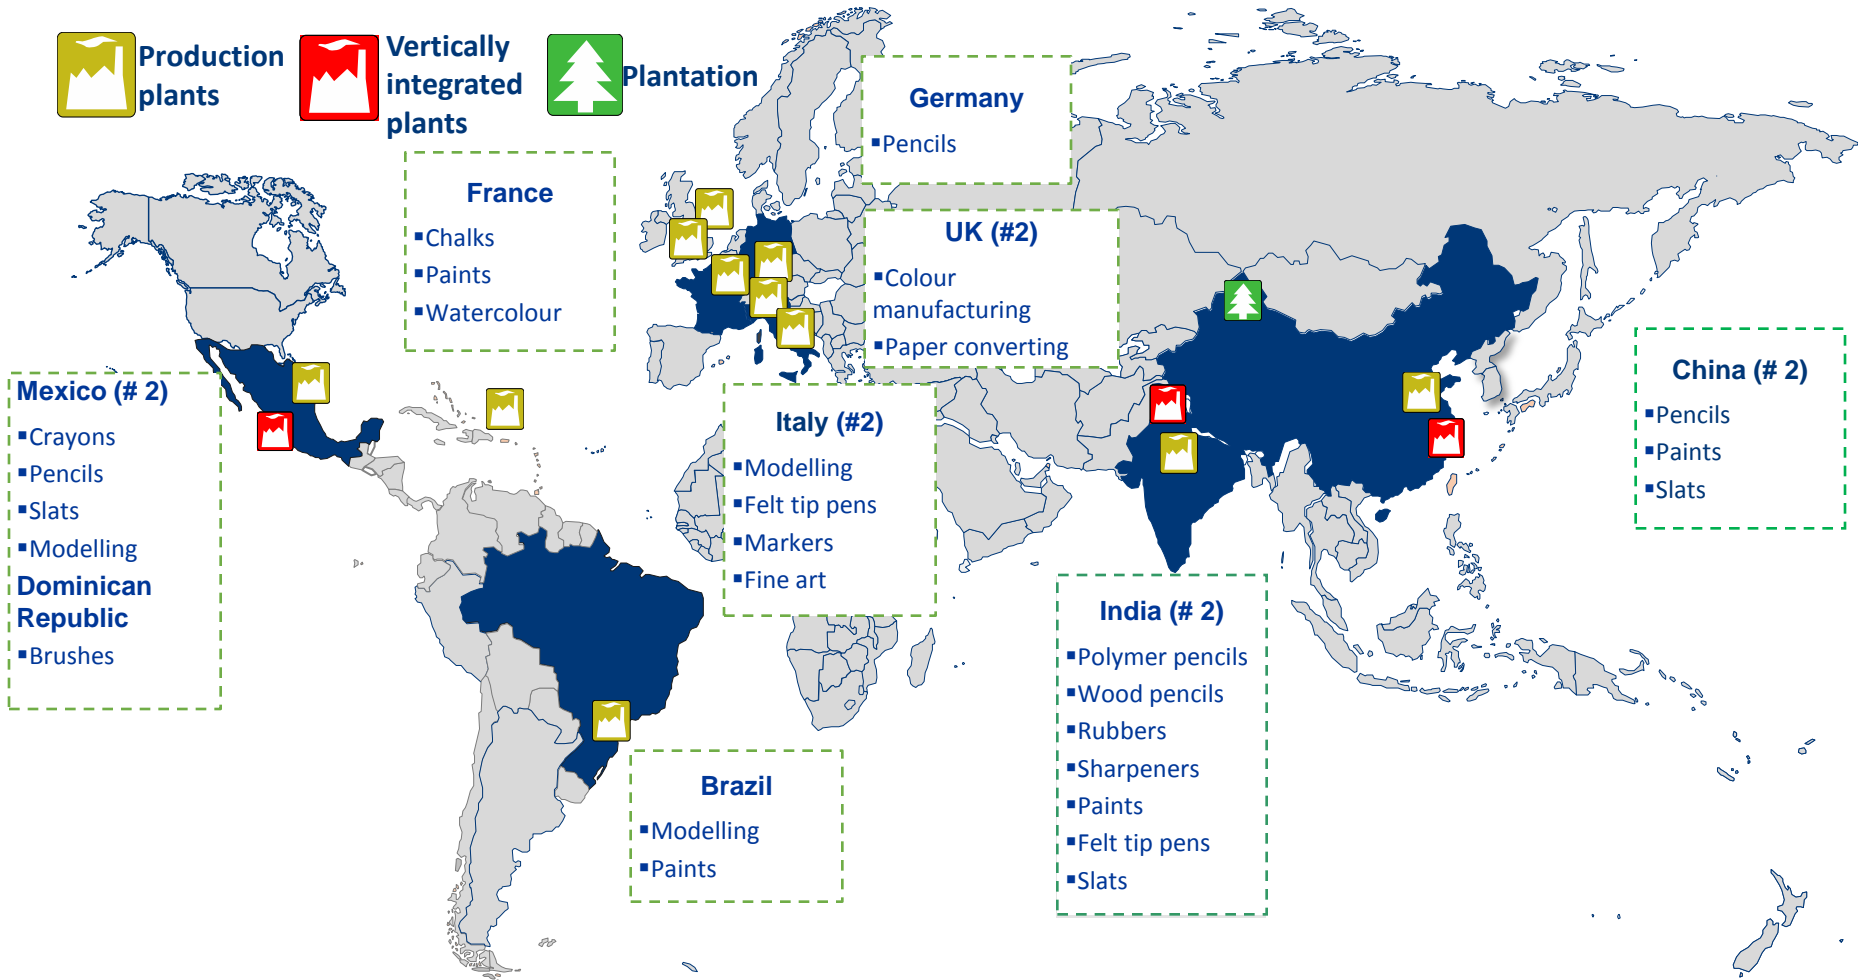 Production
plants
Vertically
integrated
plants
Plantation
Germany
▪Pencils
France
▪Chalks
▪Paints
▪Watercolour
UK (#2)
▪Colour
manufacturing
▪Paper converting
Mexico (# 2)
▪Crayons
▪Pencils
▪Slats
▪Modelling
Dominican
Republic
▪Brushes
Italy (#2)
▪Modelling
▪Felt tip pens
▪Markers
▪Fine art
China (# 2)
▪Pencils
▪Paints
▪Slats
India (# 2)
▪Polymer pencils
▪Wood pencils
▪Rubbers
▪Sharpeners
▪Paints
▪Felt tip pens
▪Slats
Brazil
▪Modelling
▪Paints